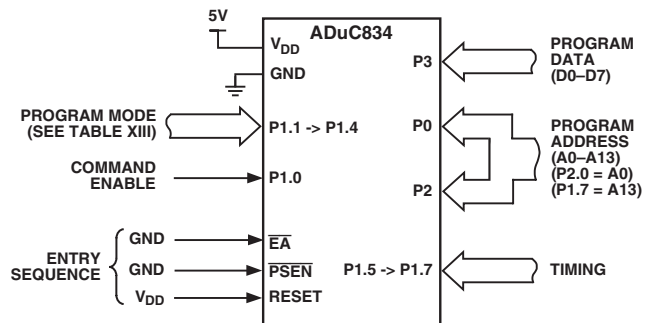 5V
ADuC834
VDD
GND
P3
PROGRAM
DATA
(D0–D7)
PROGRAM MODE
(SEE TABLE XIII)
P1.1 -> P1.4
P0
PROGRAM
ADDRESS
(A0–A13)
(P2.0 = A0)
(P1.7 = A13)
COMMAND
ENABLE
P1.0
P2
ENTRY
SEQUENCE
GND
EA
GND
PSEN
VDD
RESET
P1.5 -> P1.7
TIMING